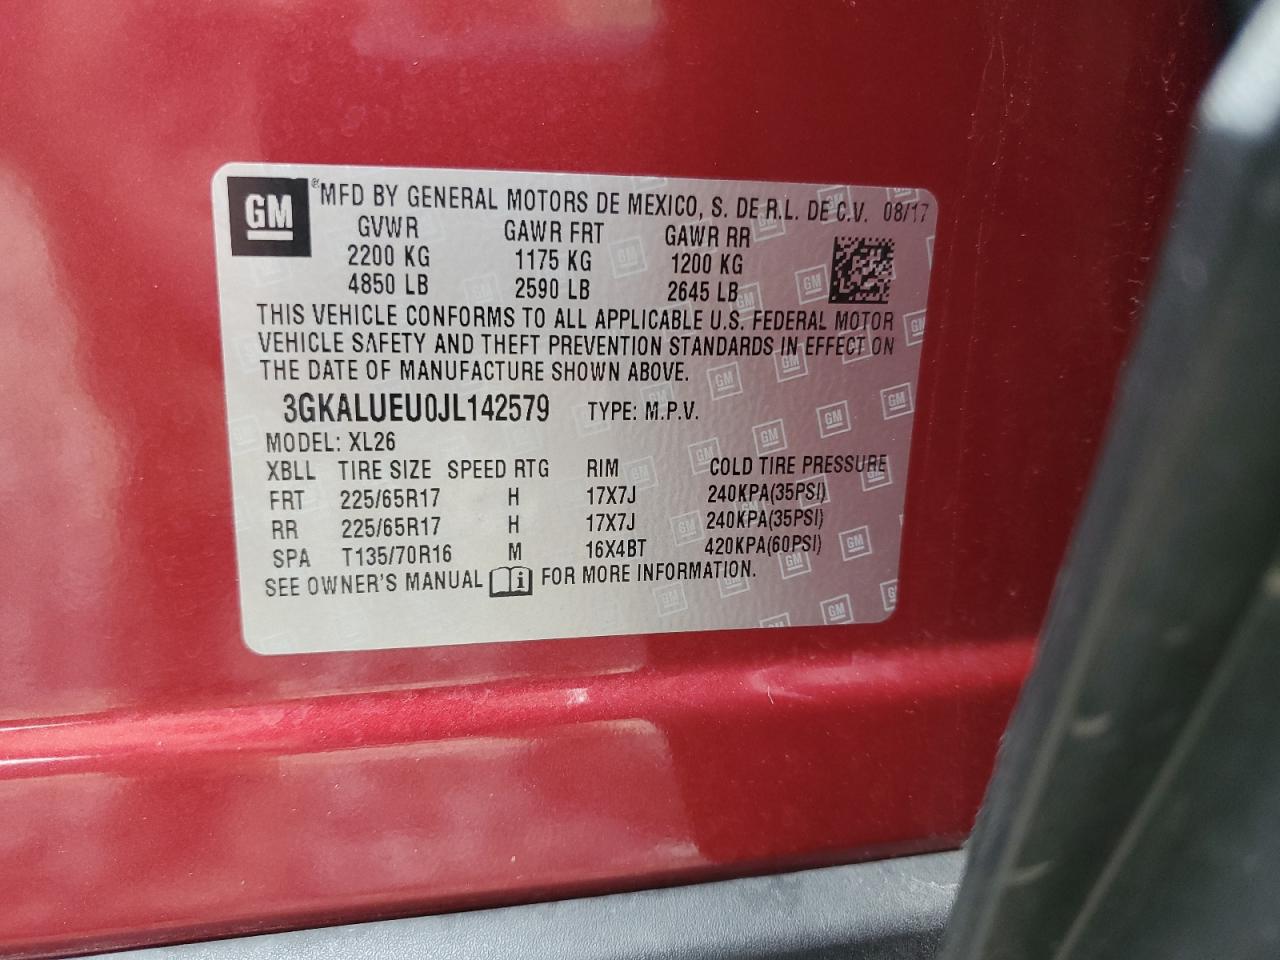 GM ® MFD BY GENERAL MOTORS DE MEXICO, S. DE R.L. DE C.V. 08/17
GVWR GAWR FRT GAWR RR
2200 KG 1175 KG 1200 KG
4850 LB 2590 LB 2645 LB
THIS VEHICLE CONFORMS TO ALL APPLICABLE U.S. FEDERAL MOTOR
VEHICLE SAFETY AND THEFT PREVENTION STANDARDS IN EFFECT ON
THE DATE OF MANUFACTURE SHOWN ABOVE.
3GKALUEU0JL142579 TYPE: M.P.V.
MODEL: XL26
XBLL TIRE SIZE SPEED RTG RIM COLD TIRE PRESSURE
FRT 225/65R17 H 17X7J 240KPA(35PSI)
RR 225/65R17 H 17X7J 240KPA(35PSI)
SPA T135/70R16 M 16X4BT 420KPA(60PSI)
SEE OWNER'S MANUAL i FOR MORE INFORMATION.